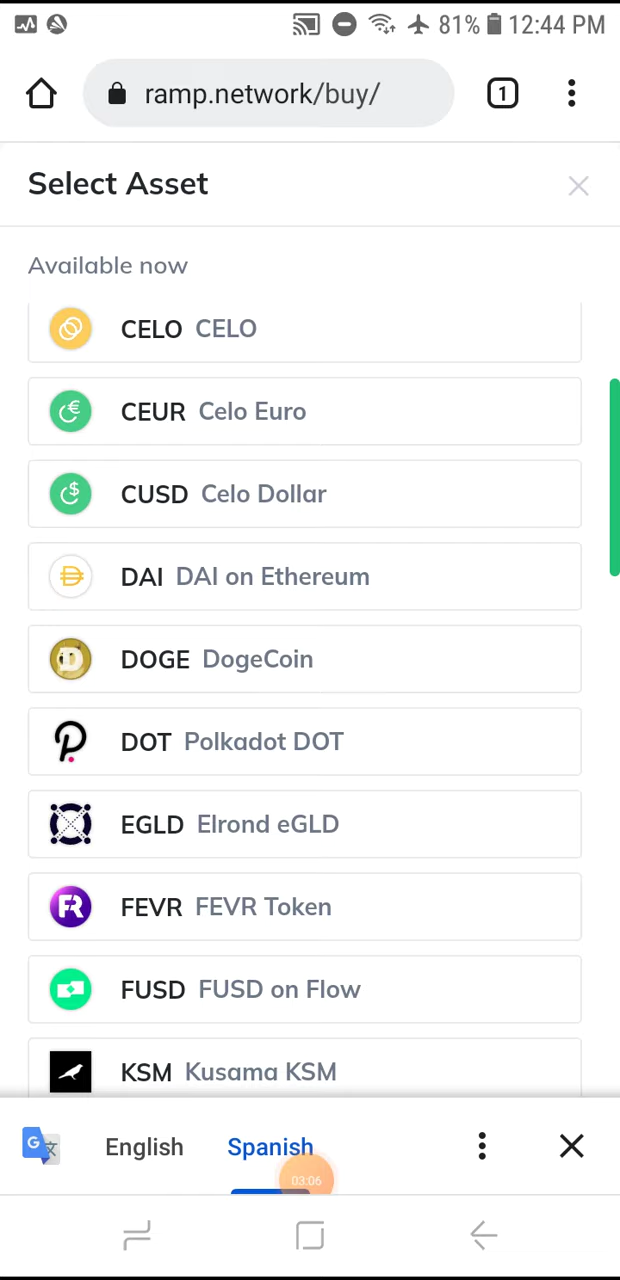 81% 12:44 PM
ramp.network/buy/
1
Select Asset
Available now
CELO CELO
CEUR Celo Euro
CUSD Celo Dollar
DAI DAI on Ethereum
DOGE DogeCoin
DOT Polkadot DOT
EGLD Elrond eGLD
FEVR FEVR Token
FUSD FUSD on Flow
KSM Kusama KSM
English Spanish
03:06